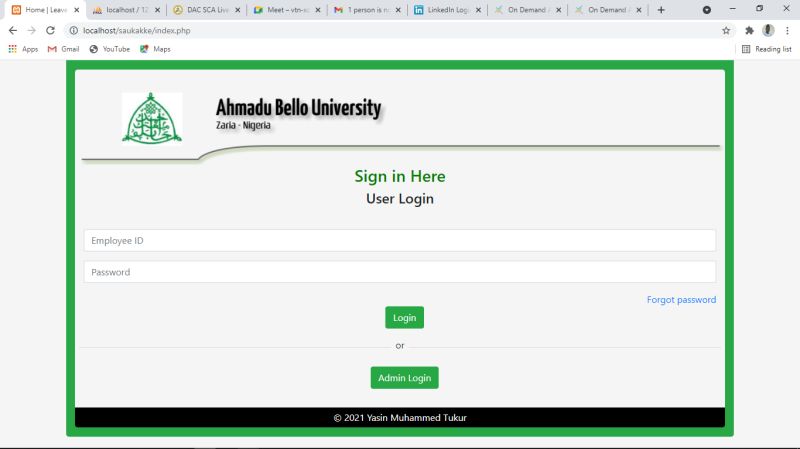 Home | Leave
localhost / 12
DAC SCA Live
Meet – vtn-sc
1 person is no
LinkedIn Logi
On Demand A
On Demand A
localhost/saukakke/index.php
Apps
Gmail
YouTube
Maps
Reading list
Ahmadu Bello University
Zaria - Nigeria
Sign in Here
User Login
Employee ID
Password
Forgot password
Login
or
Admin Login
© 2021 Yasin Muhammed Tukur